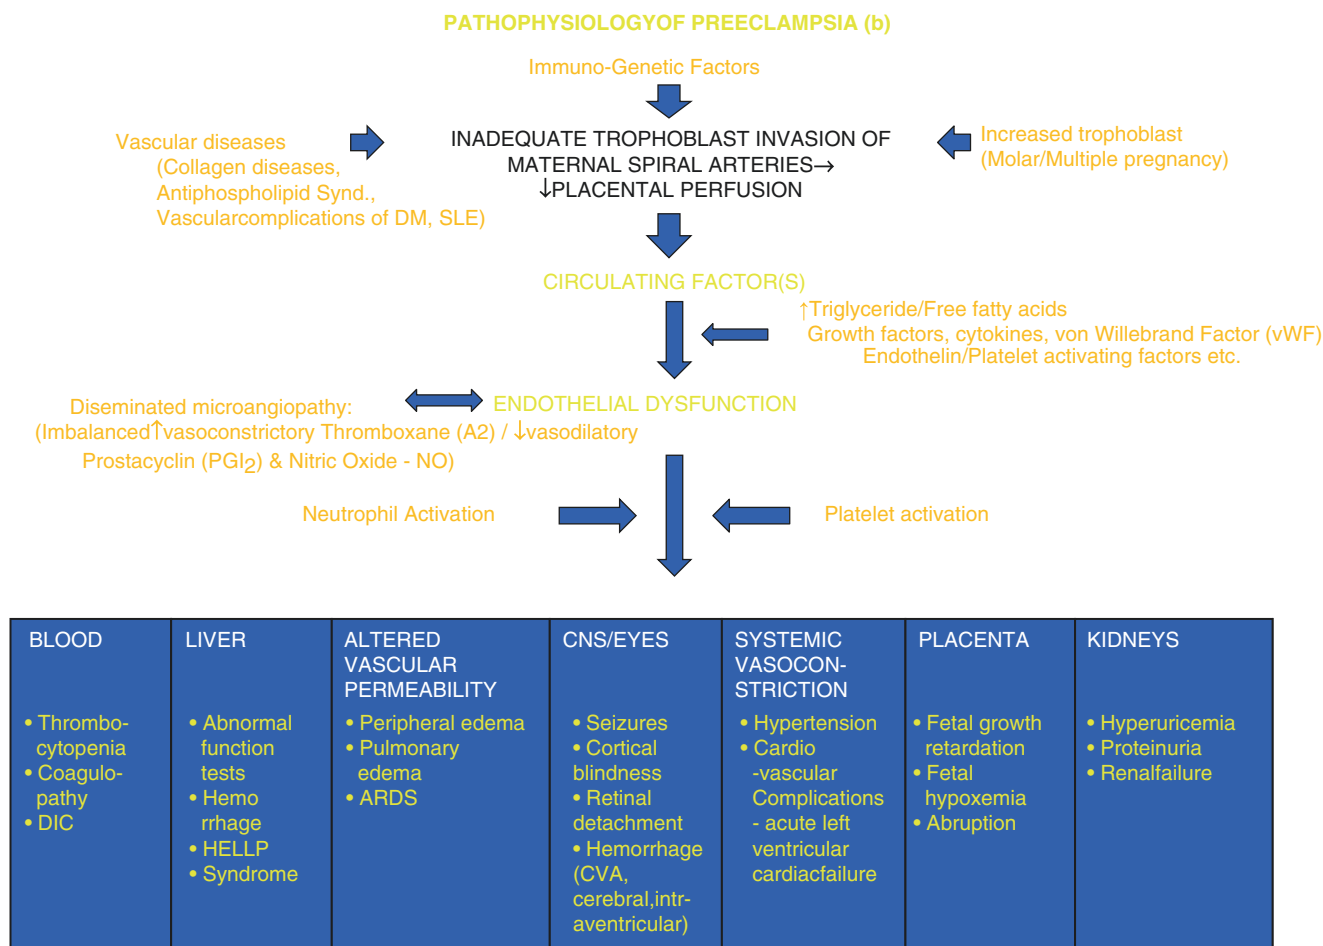 PATHOPHYSIOLOGYOF PREECLAMPSIA (b)
Immuno-Genetic Factors
Vascular diseases
(Collagen diseases,
Antiphospholipid Synd.,
Vascularcomplications of DM, SLE)
INADEQUATE TROPHOBLAST INVASION OF
MATERNAL SPIRAL ARTERIES→
↓PLACENTAL PERFUSION
Increased trophoblast
(Molar/Multiple pregnancy)
CIRCULATING FACTOR(S)
↑Triglyceride/Free fatty acids
Growth factors, cytokines, von Willebrand Factor (vWF)
Endothelin/Platelet activating factors etc.
ENDOTHELIAL DYSFUNCTION
Diseminated microangiopathy:
(Imbalanced↑vasoconstrictory Thromboxane (A2) / ↓vasodilatory
Prostacyclin (PGI2) & Nitric Oxide - NO)
Neutrophil Activation
Platelet activation
BLOOD
• Thrombo-
cytopenia
• Coagulo-
pathy
• DIC
LIVER
• Abnormal
function
tests
• Hemo
rrhage
• HELLP
• Syndrome
ALTERED
VASCULAR
PERMEABILITY
• Peripheral edema
• Pulmonary
edema
• ARDS
CNS/EYES
• Seizures
• Cortical
blindness
• Retinal
detachment
• Hemorrhage
(CVA,
cerebral,intr-
aventricular)
SYSTEMIC
VASOCON-
STRICTION
• Hypertension
• Cardio
-vascular
Complications
- acute left
ventricular
cardiacfailure
PLACENTA
• Fetal growth
retardation
• Fetal
hypoxemia
• Abruption
KIDNEYS
• Hyperuricemia
• Proteinuria
• Renalfailure